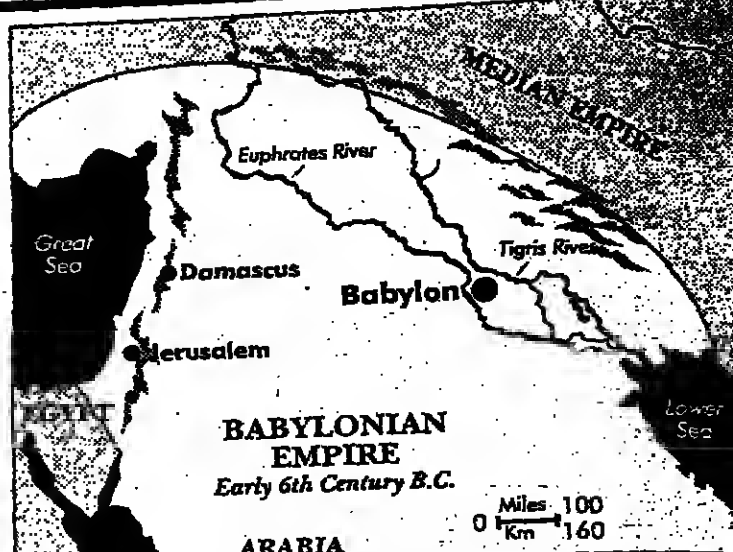 MEDIAN EMPIRE
Euphrates River
Great
Sea
Tigris River
Damascus
Babylon
Jerusalem
EGYPT
Lower
Sea
BABYLONIAN
EMPIRE
Early 6th Century B.C.
Miles 100
0
Km 160
ARABIA